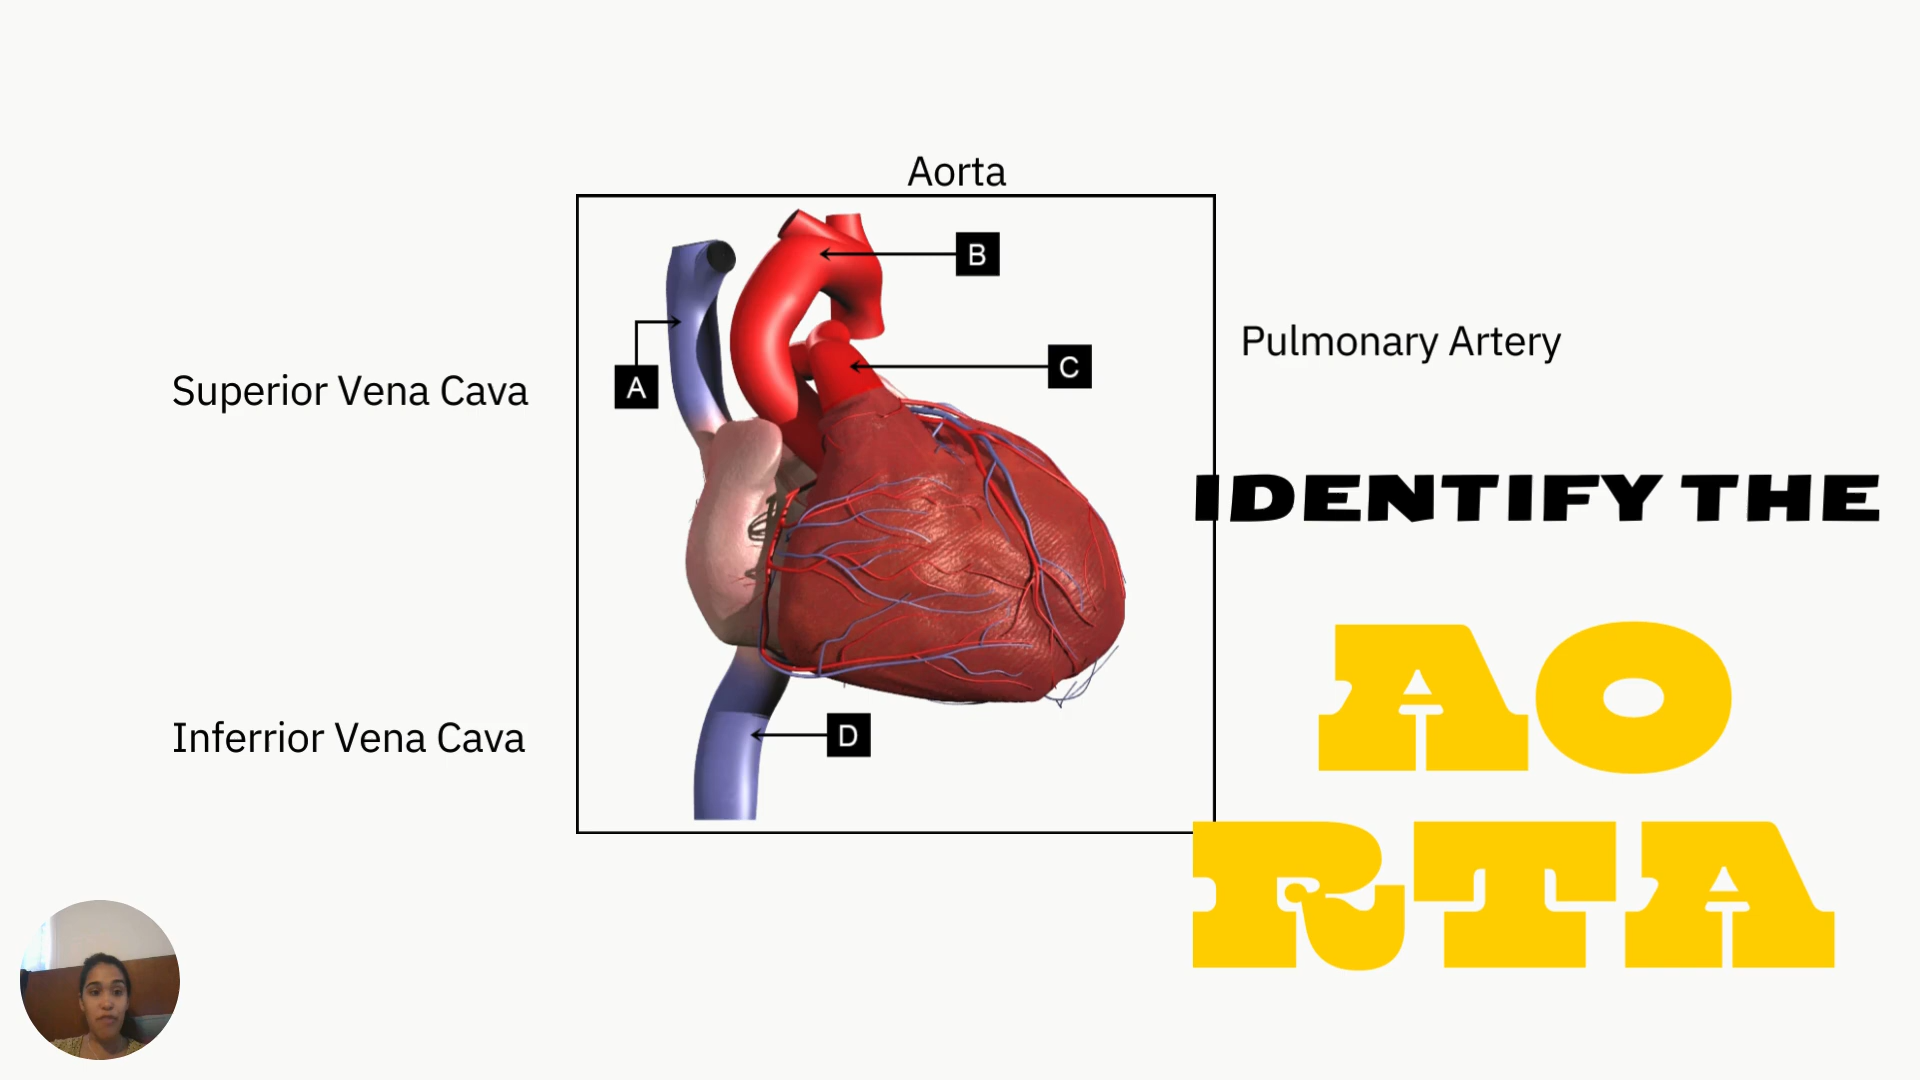 Aorta
B
Pulmonary Artery
C
A
Superior Vena Cava
IDENTIFY THE
AO
RTA
Inferrior Vena Cava
D